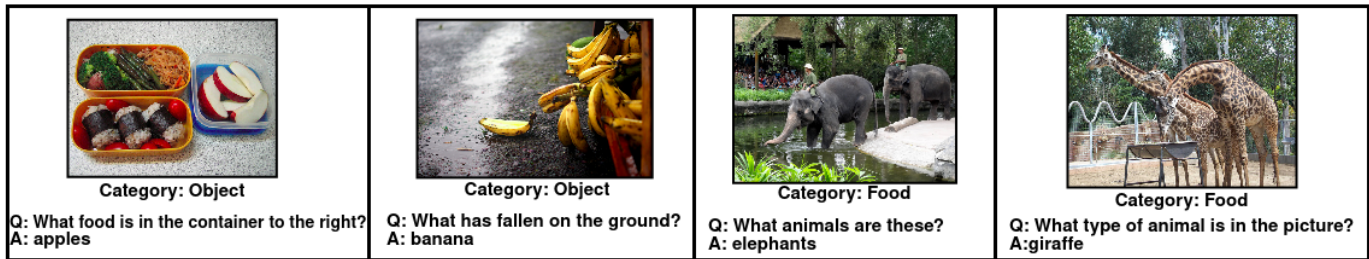 Category: Object
Q: What food is in the container to the right?
A: apples
Category: Object
Q: What has fallen on the ground?
A: banana
Category: Food
Q: What animals are these?
A: elephants
Category: Food
Q: What type of animal is in the picture?
A:giraffe